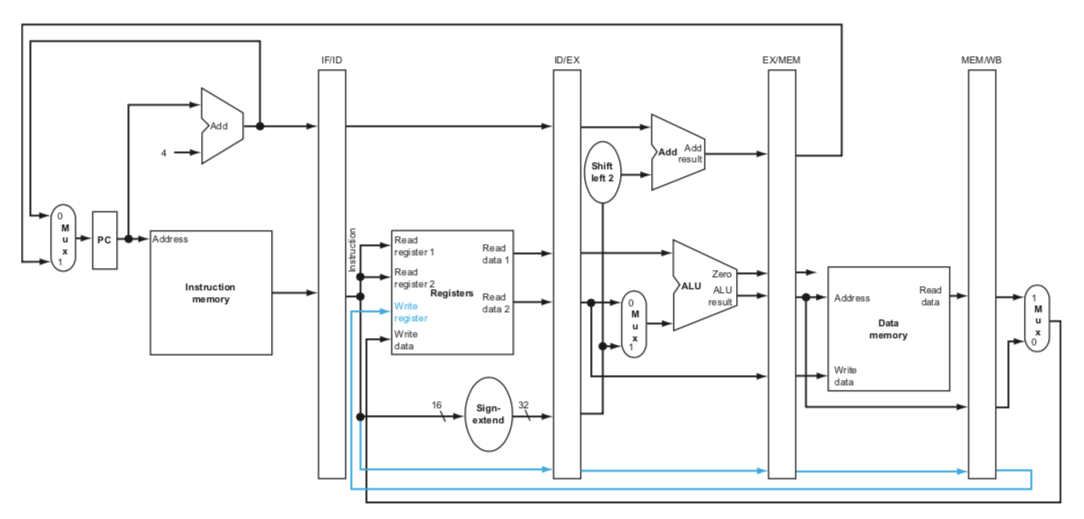 IF/ID
ID/EX
EX/MEM
MEM/WB
Add
4
Shift
left 2
Add
Add
result
0
M
u
x
1
PC
Address
Instruction
memory
Instruction
Read
register 1
Read
register 2
Registers
Write
register
Write
data
Read
data 1
Read
data 2
0
M
u
x
1
Zero
ALU
ALU
result
Address
Read
data
Data
memory
Write
data
1
M
u
x
0
16
Sign-
extend
32